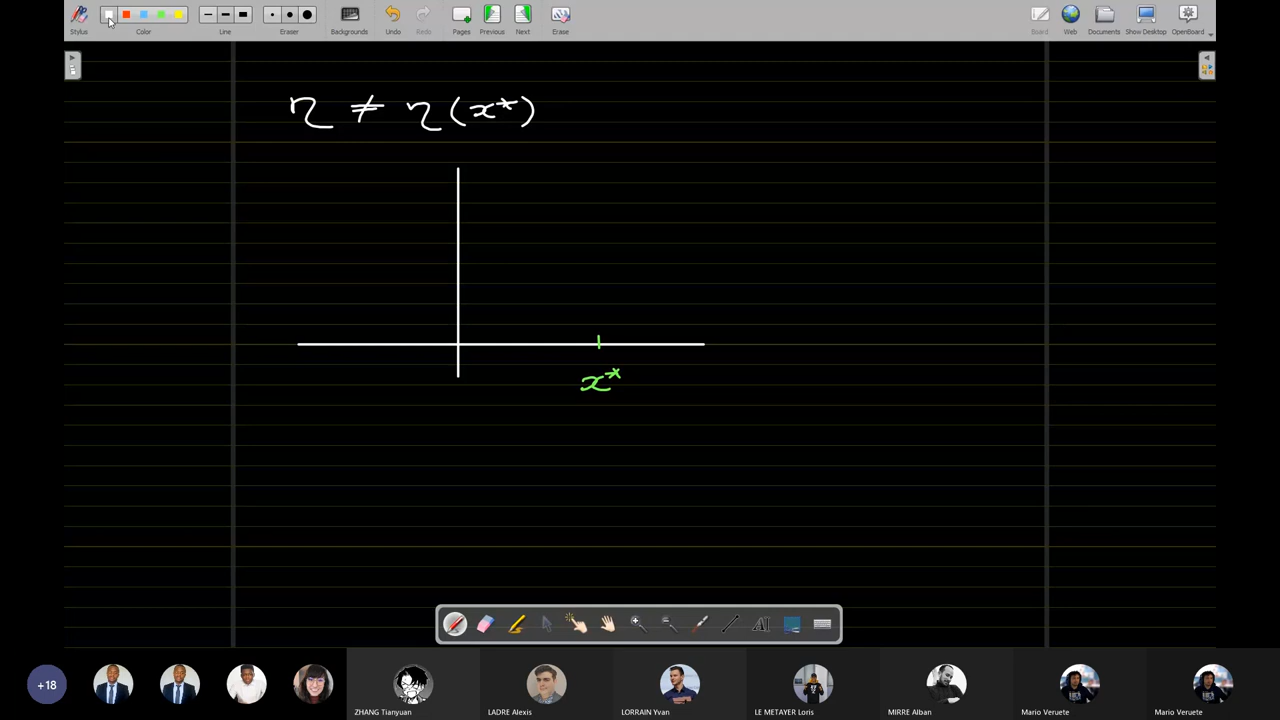 Stylus
Color
Line
Eraser
Backgrounds
Undo
Redo
Pages
Previous
Next
Erase
Board
Web
Documents
Show Desktop
OpenBoard
η ≠ η(x*)
x*
+18
ZHANG Tianyuan
LADRE Alexis
LORRAIN Yvan
LE METAYER Loris
MIRRE Alban
Mario Veruete
Mario Veruete